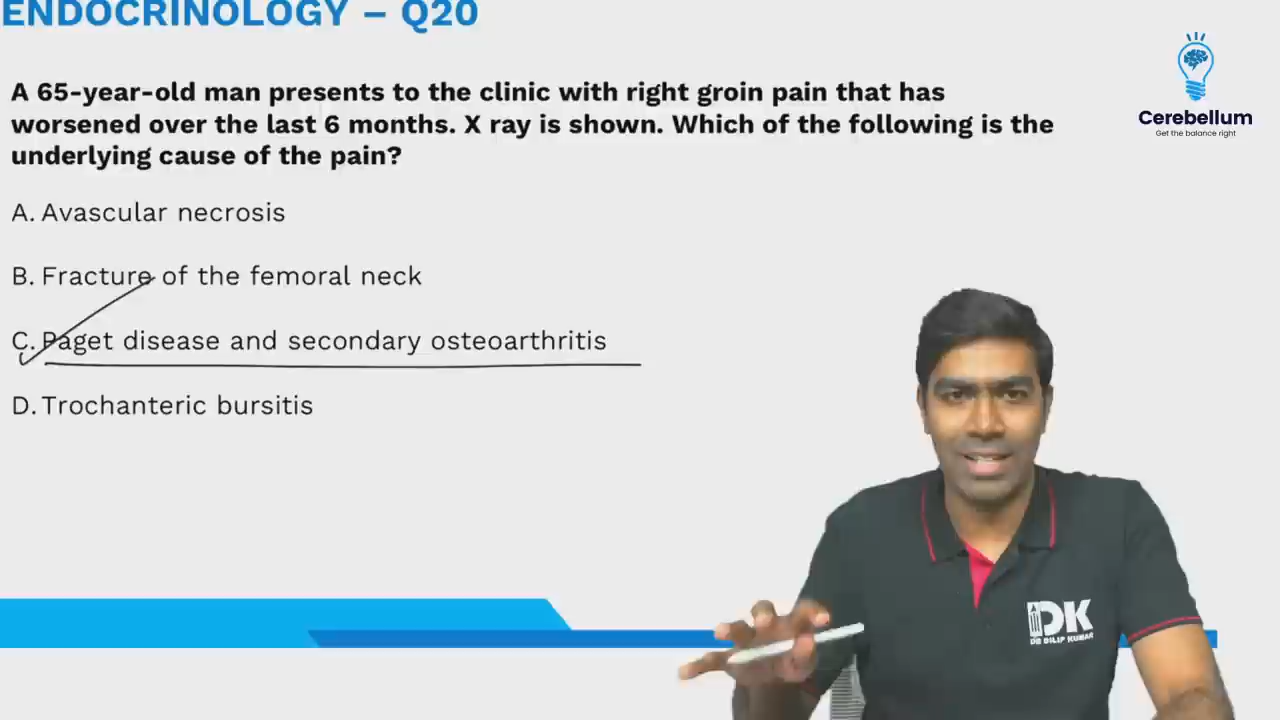 ENDOCRINOLOGY – Q20
A 65-year-old man presents to the clinic with right groin pain that has
worsened over the last 6 months. X ray is shown. Which of the following is the
underlying cause of the pain?
A. Avascular necrosis
B. Fracture of the femoral neck
C. Paget disease and secondary osteoarthritis
D. Trochanteric bursitis
Cerebellum
Get the balance right
DK
DR DILIP KUMAR